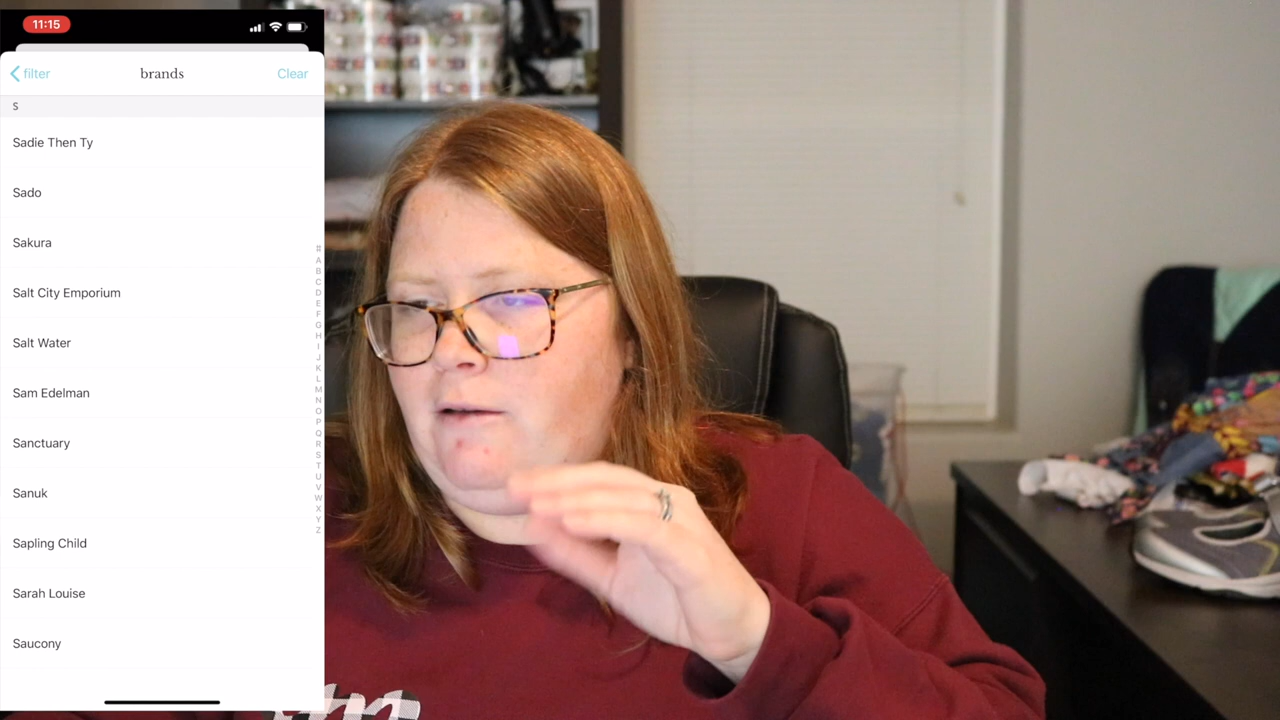 11:15
filter brands Clear
S
Sadie Then Ty
Sado
Sakura
Salt City Emporium
Salt Water
Sam Edelman
Sanctuary
Sanuk
Sapling Child
Sarah Louise
Saucony
#
A
B
C
D
E
F
G
H
I
J
K
L
M
N
O
P
Q
R
S
T
U
V
W
X
Y
Z